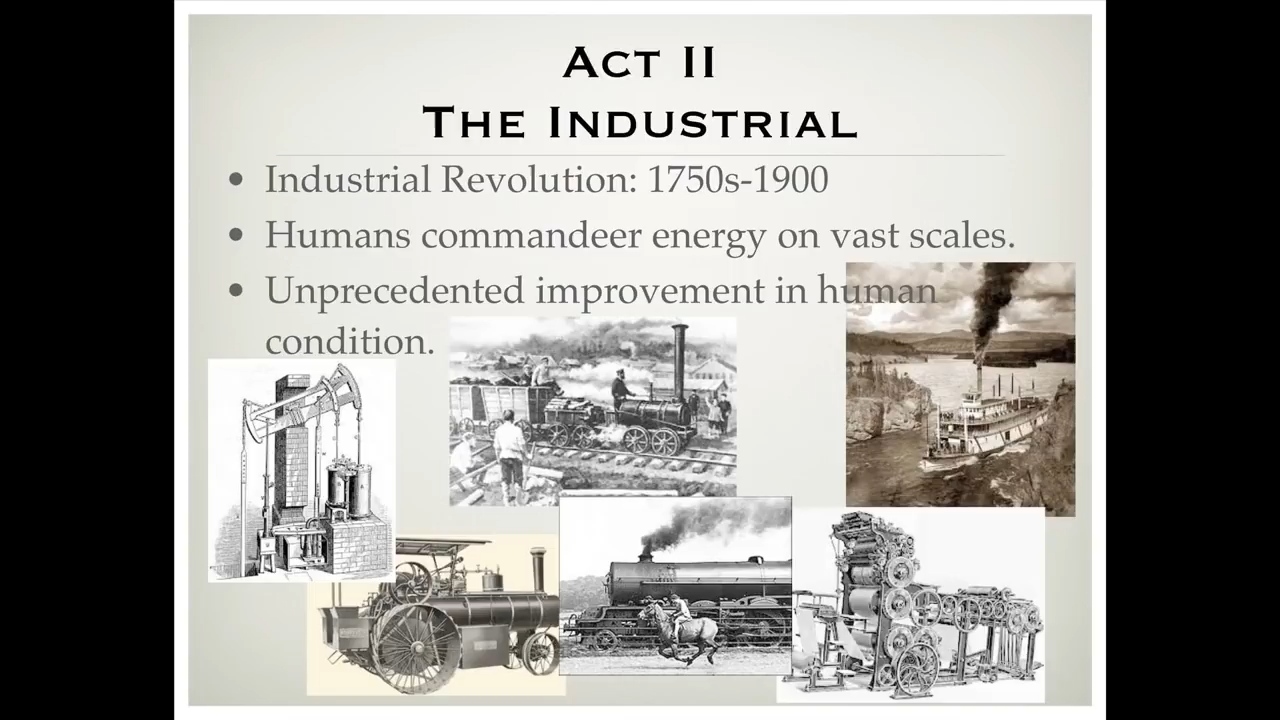 Act II
The Industrial
• Industrial Revolution: 1750s-1900
• Humans commandeer energy on vast scales.
• Unprecedented improvement in human
condition.